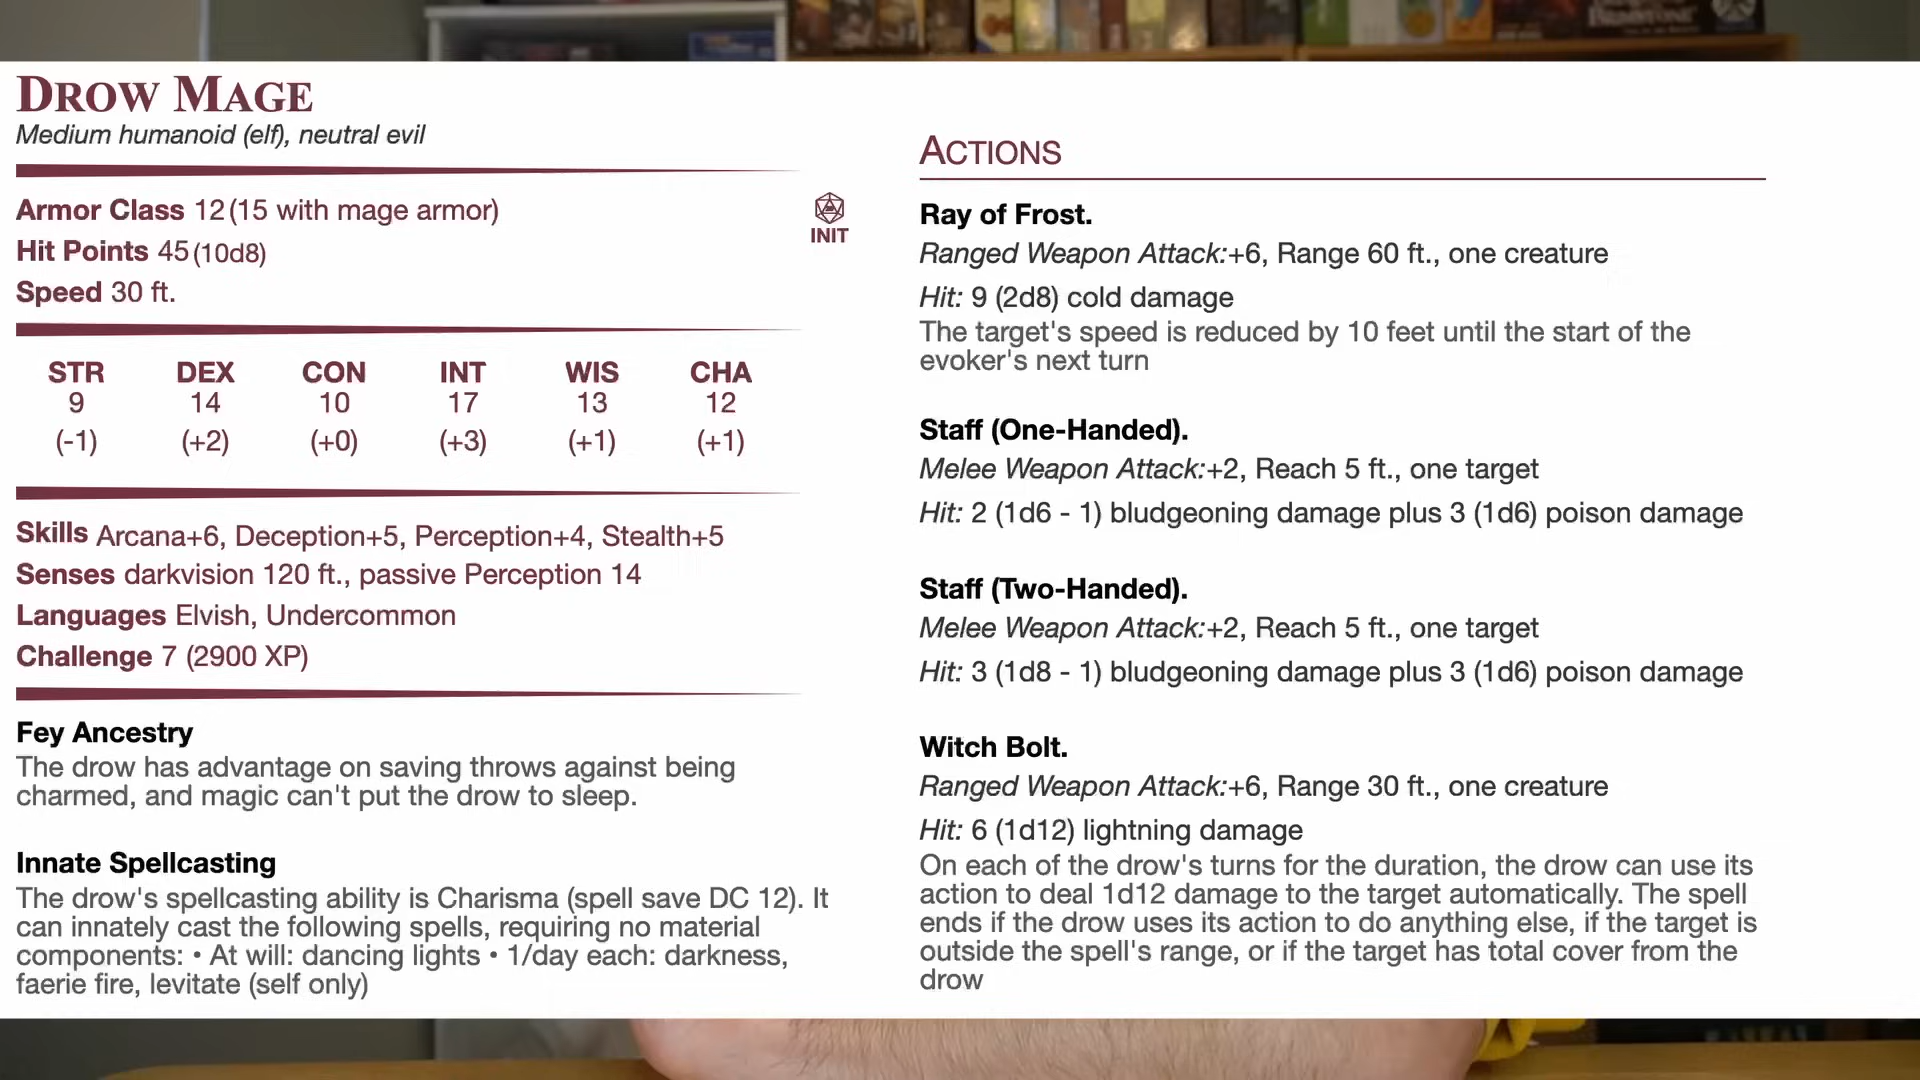 DROW MAGE
Medium humanoid (elf), neutral evil
Armor Class 12 (15 with mage armor)
Hit Points 45 (10d8)
Speed 30 ft.
INIT
STR DEX CON INT WIS CHA
9 14 10 17 13 12
(-1) (+2) (+0) (+3) (+1) (+1)
Skills Arcana+6, Deception+5, Perception+4, Stealth+5
Senses darkvision 120 ft., passive Perception 14
Languages Elvish, Undercommon
Challenge 7 (2900 XP)
Fey Ancestry
The drow has advantage on saving throws against being
charmed, and magic can't put the drow to sleep.
Innate Spellcasting
The drow's spellcasting ability is Charisma (spell save DC 12). It
can innately cast the following spells, requiring no material
components: • At will: dancing lights • 1/day each: darkness,
faerie fire, levitate (self only)
ACTIONS
Ray of Frost.
Ranged Weapon Attack:+6, Range 60 ft., one creature
Hit: 9 (2d8) cold damage
The target's speed is reduced by 10 feet until the start of the
evoker's next turn
Staff (One-Handed).
Melee Weapon Attack:+2, Reach 5 ft., one target
Hit: 2 (1d6 - 1) bludgeoning damage plus 3 (1d6) poison damage
Staff (Two-Handed).
Melee Weapon Attack:+2, Reach 5 ft., one target
Hit: 3 (1d8 - 1) bludgeoning damage plus 3 (1d6) poison damage
Witch Bolt.
Ranged Weapon Attack:+6, Range 30 ft., one creature
Hit: 6 (1d12) lightning damage
On each of the drow's turns for the duration, the drow can use its
action to deal 1d12 damage to the target automatically. The spell
ends if the drow uses its action to do anything else, if the target is
outside the spell's range, or if the target has total cover from the
drow